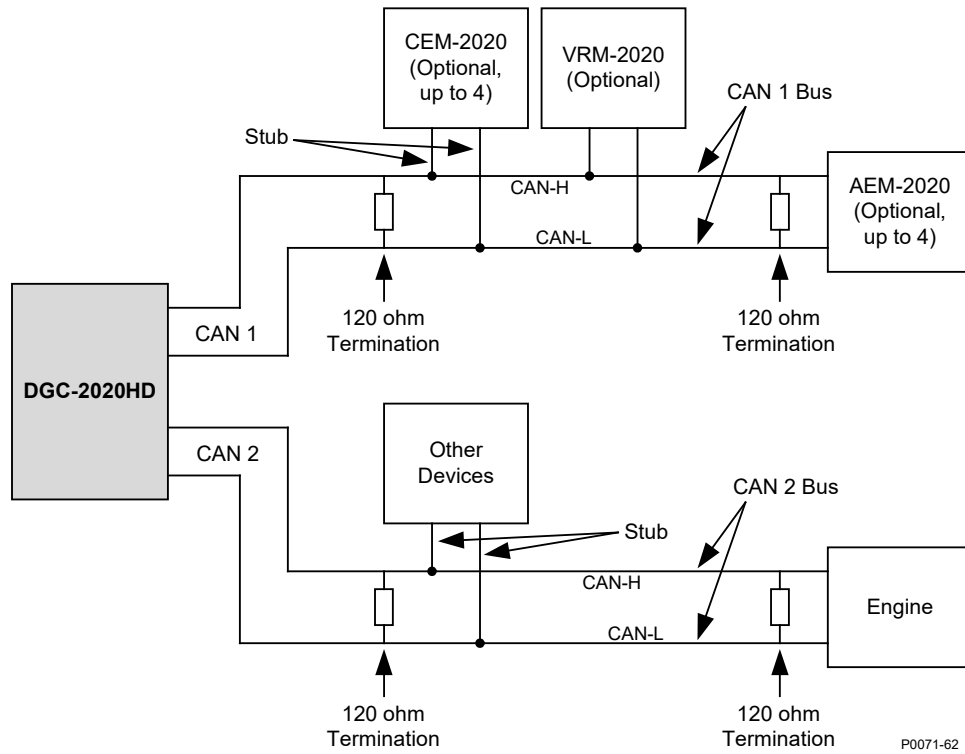 CEM-2020
(Optional,
up to 4)
VRM-2020
(Optional)
CAN 1 Bus
Stub
CAN-H
AEM-2020
(Optional,
up to 4)
CAN-L
120 ohm
Termination
120 ohm
Termination
CAN 1
DGC-2020HD
CAN 2
Other
Devices
CAN 2 Bus
Stub
CAN-H
Engine
CAN-L
120 ohm
Termination
120 ohm
Termination
P0071-62